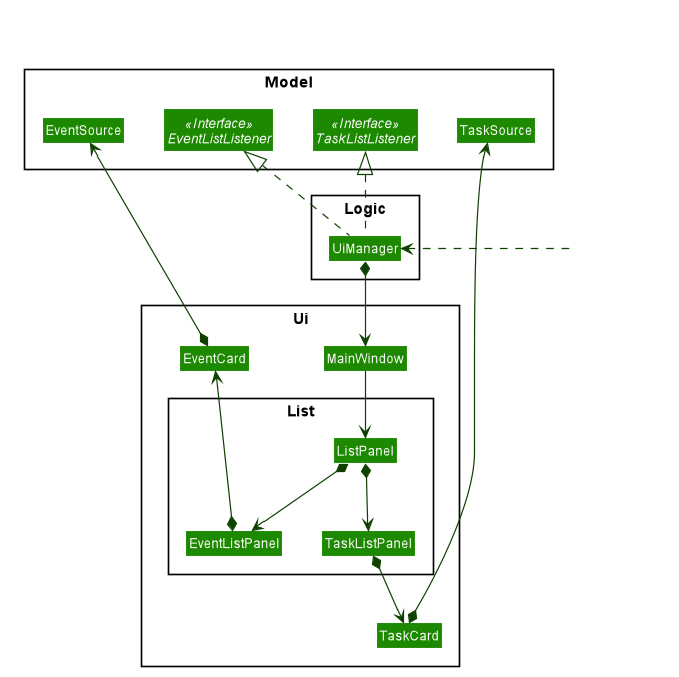 Model
EventSource
«Interface»
EventListListener
«Interface»
TaskListListener
TaskSource
Logic
UiManager
Ui
EventCard
MainWindow
List
ListPanel
EventListPanel
TaskListPanel
TaskCard